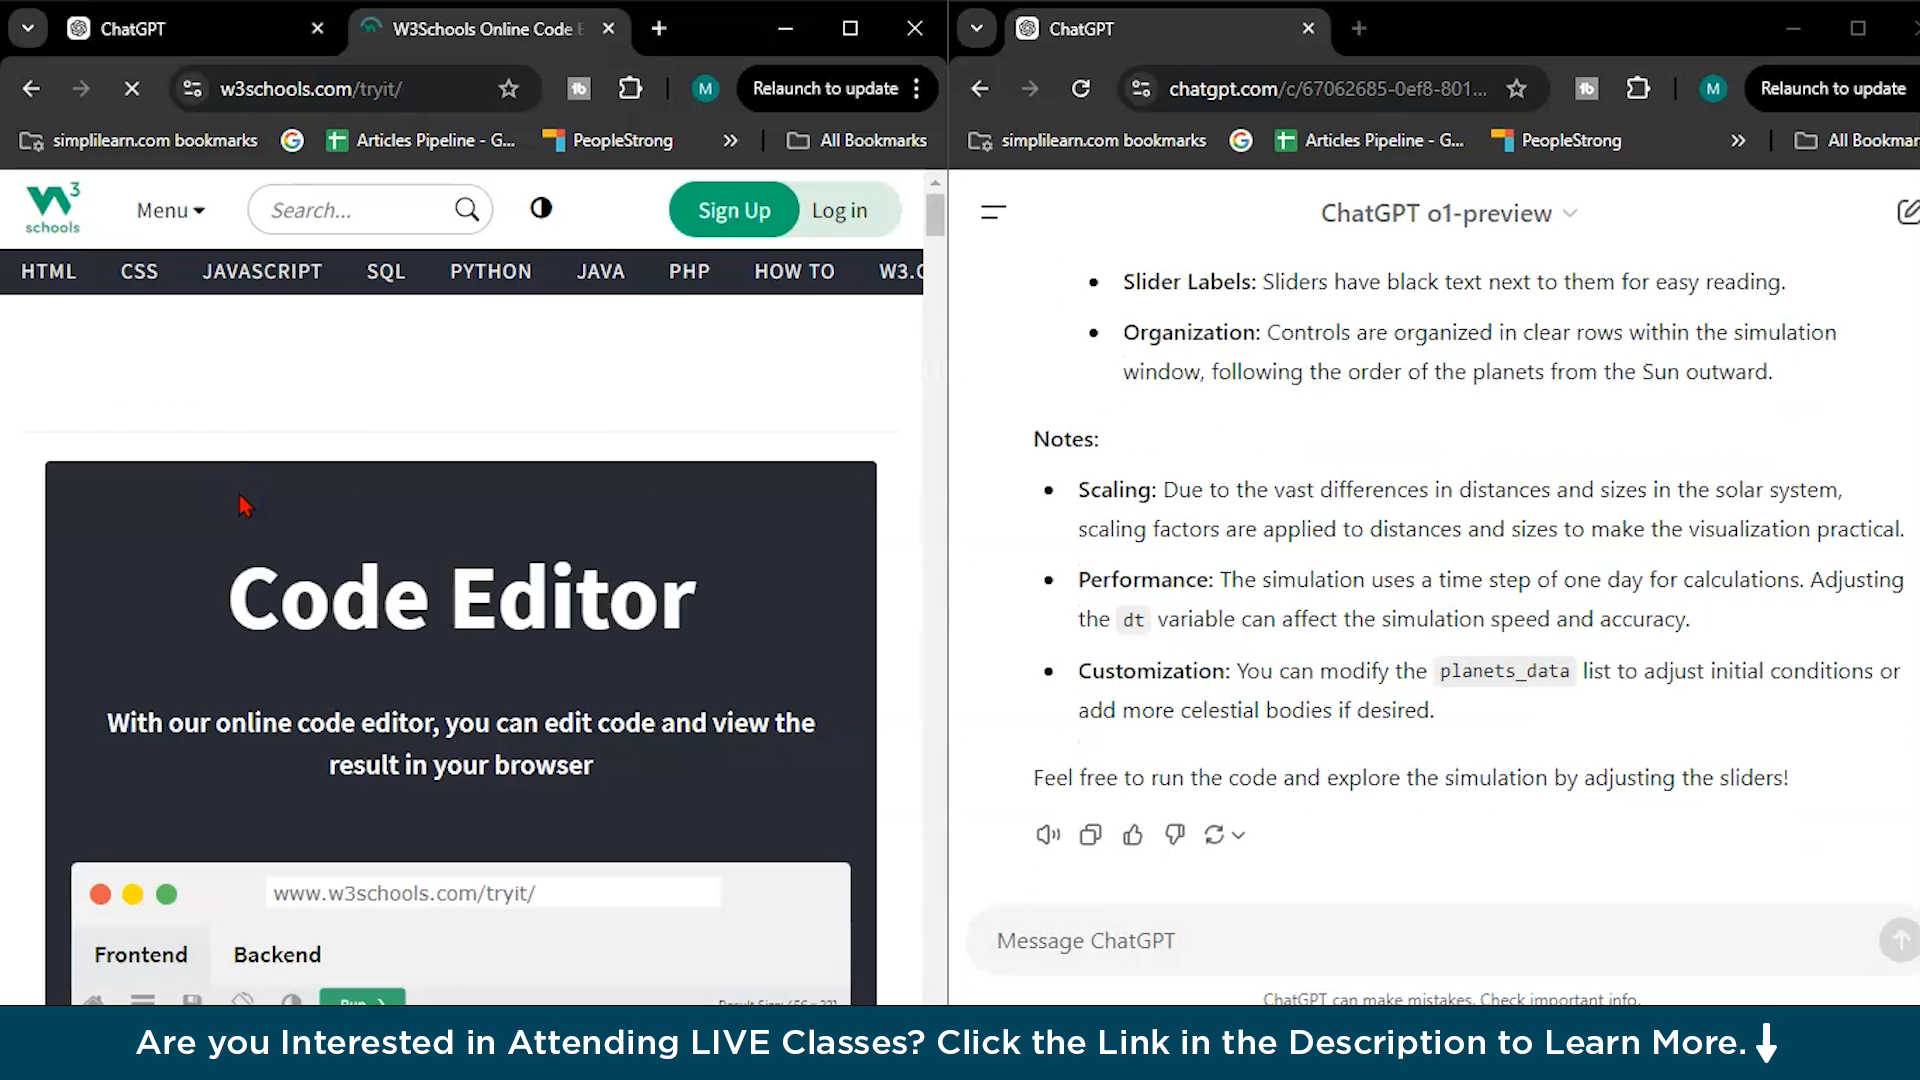 ChatGPT
W3Schools Online Code E
w3schools.com/tryit/
M
Relaunch to update
simplilearn.com bookmarks
Articles Pipeline - G...
PeopleStrong
»
All Bookmarks
W3
schools
Menu
Search...
Sign Up
Log in
HTML CSS JAVASCRIPT SQL PYTHON JAVA PHP HOW TO W3.C
Code Editor
With our online code editor, you can edit code and view the
result in your browser
www.w3schools.com/tryit/
Frontend
Backend
Run
ChatGPT
chatgpt.com/c/67062685-0ef8-801...
M
Relaunch to update
simplilearn.com bookmarks
Articles Pipeline - G...
PeopleStrong
»
All Bookmar
ChatGPT o1-preview
• Slider Labels: Sliders have black text next to them for easy reading.
• Organization: Controls are organized in clear rows within the simulation
window, following the order of the planets from the Sun outward.
Notes:
• Scaling: Due to the vast differences in distances and sizes in the solar system,
scaling factors are applied to distances and sizes to make the visualization practical.
• Performance: The simulation uses a time step of one day for calculations. Adjusting
the dt variable can affect the simulation speed and accuracy.
• Customization: You can modify the planets_data list to adjust initial conditions or
add more celestial bodies if desired.
Feel free to run the code and explore the simulation by adjusting the sliders!
Message ChatGPT
ChatGPT can make mistakes. Check important info.
Are you Interested in Attending LIVE Classes? Click the Link in the Description to Learn More.